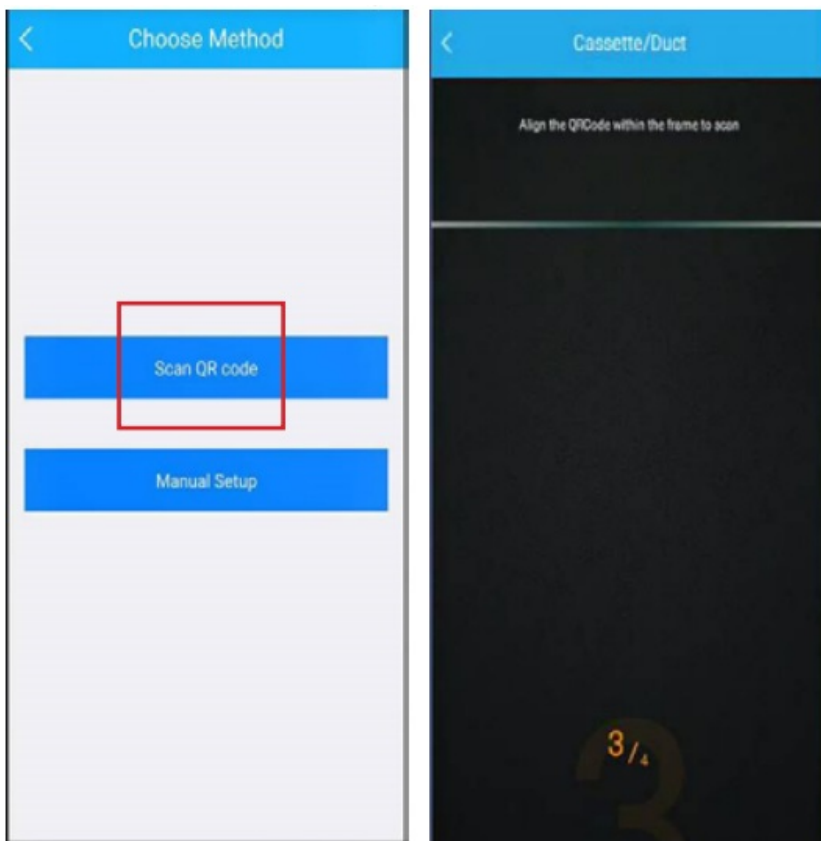 Choose Method
Scan QR code
Manual Setup
Cassette/Duct
Align the QRCode within the frame to scan
3/4